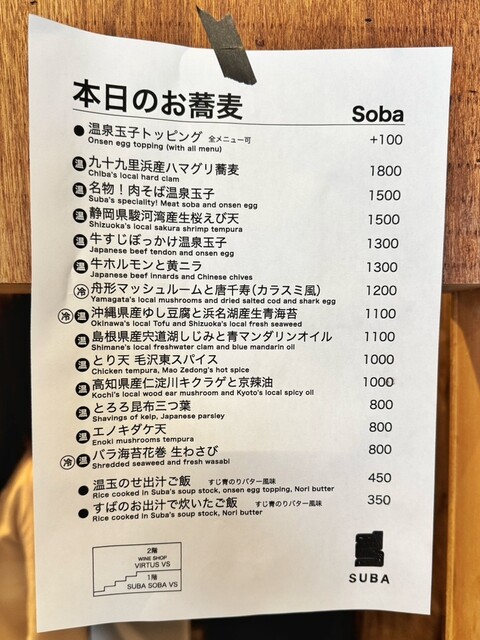 本日のお蕎麦 Soba
温泉玉子トッピング 全メニュー可 +100
Onsen egg topping (with all menu)
温 九十九里浜産ハマグリ蕎麦 1800
Chiba's local hard clam
温 名物！肉そば温泉玉子 1500
Suba's speciality! Meat soba and onsen egg
温 静岡県駿河湾産生桜えび天 1500
Shizuoka's local sakura shrimp tempura
温 牛すじぼっかけ温泉玉子 1300
Japanese beef tendon and onsen egg
温 牛ホルモンと黄ニラ 1300
Japanese beef innards and Chinese chives
冷 舟形マッシュルームと唐千寿（カラスミ風） 1200
Yamagata's local mushrooms and dried salted cod and shark egg
冷 温 沖縄県産ゆし豆腐と浜名湖産生青海苔 1100
Okinawa's local Tofu and Shizuoka's local fresh seaweed
温 島根県産宍道湖しじみと青マンダリンオイル 1100
Shimane's local freshwater clam and blue mandarin oil
温 とり天 毛沢東スパイス 1000
Chicken tempura, Mao Zedong's hot spice
温 高知県産仁淀川キクラゲと京辣油 1000
Kochi's local wood ear mushroom and Kyoto's local spicy oil
温 とろろ昆布三つ葉 800
Shavings of kelp, Japanese parsley
温 エノキダケ天 800
Enoki mushrooms tempura
冷 温 バラ海苔花巻 生わさび 800
Shredded seaweed and fresh wasabi
温玉のせ出汁ご飯 すじ青のりバター風味 450
Rice cooked in Suba's soup stock, onsen egg topping, Nori butter
すばのお出汁で炊いたご飯 すじ青のりバター風味 350
Rice cooked in Suba's soup stock, Nori butter
2階
WINE SHOP
VIRTUS VS
1階
SUBA SOBA VS
SUBA